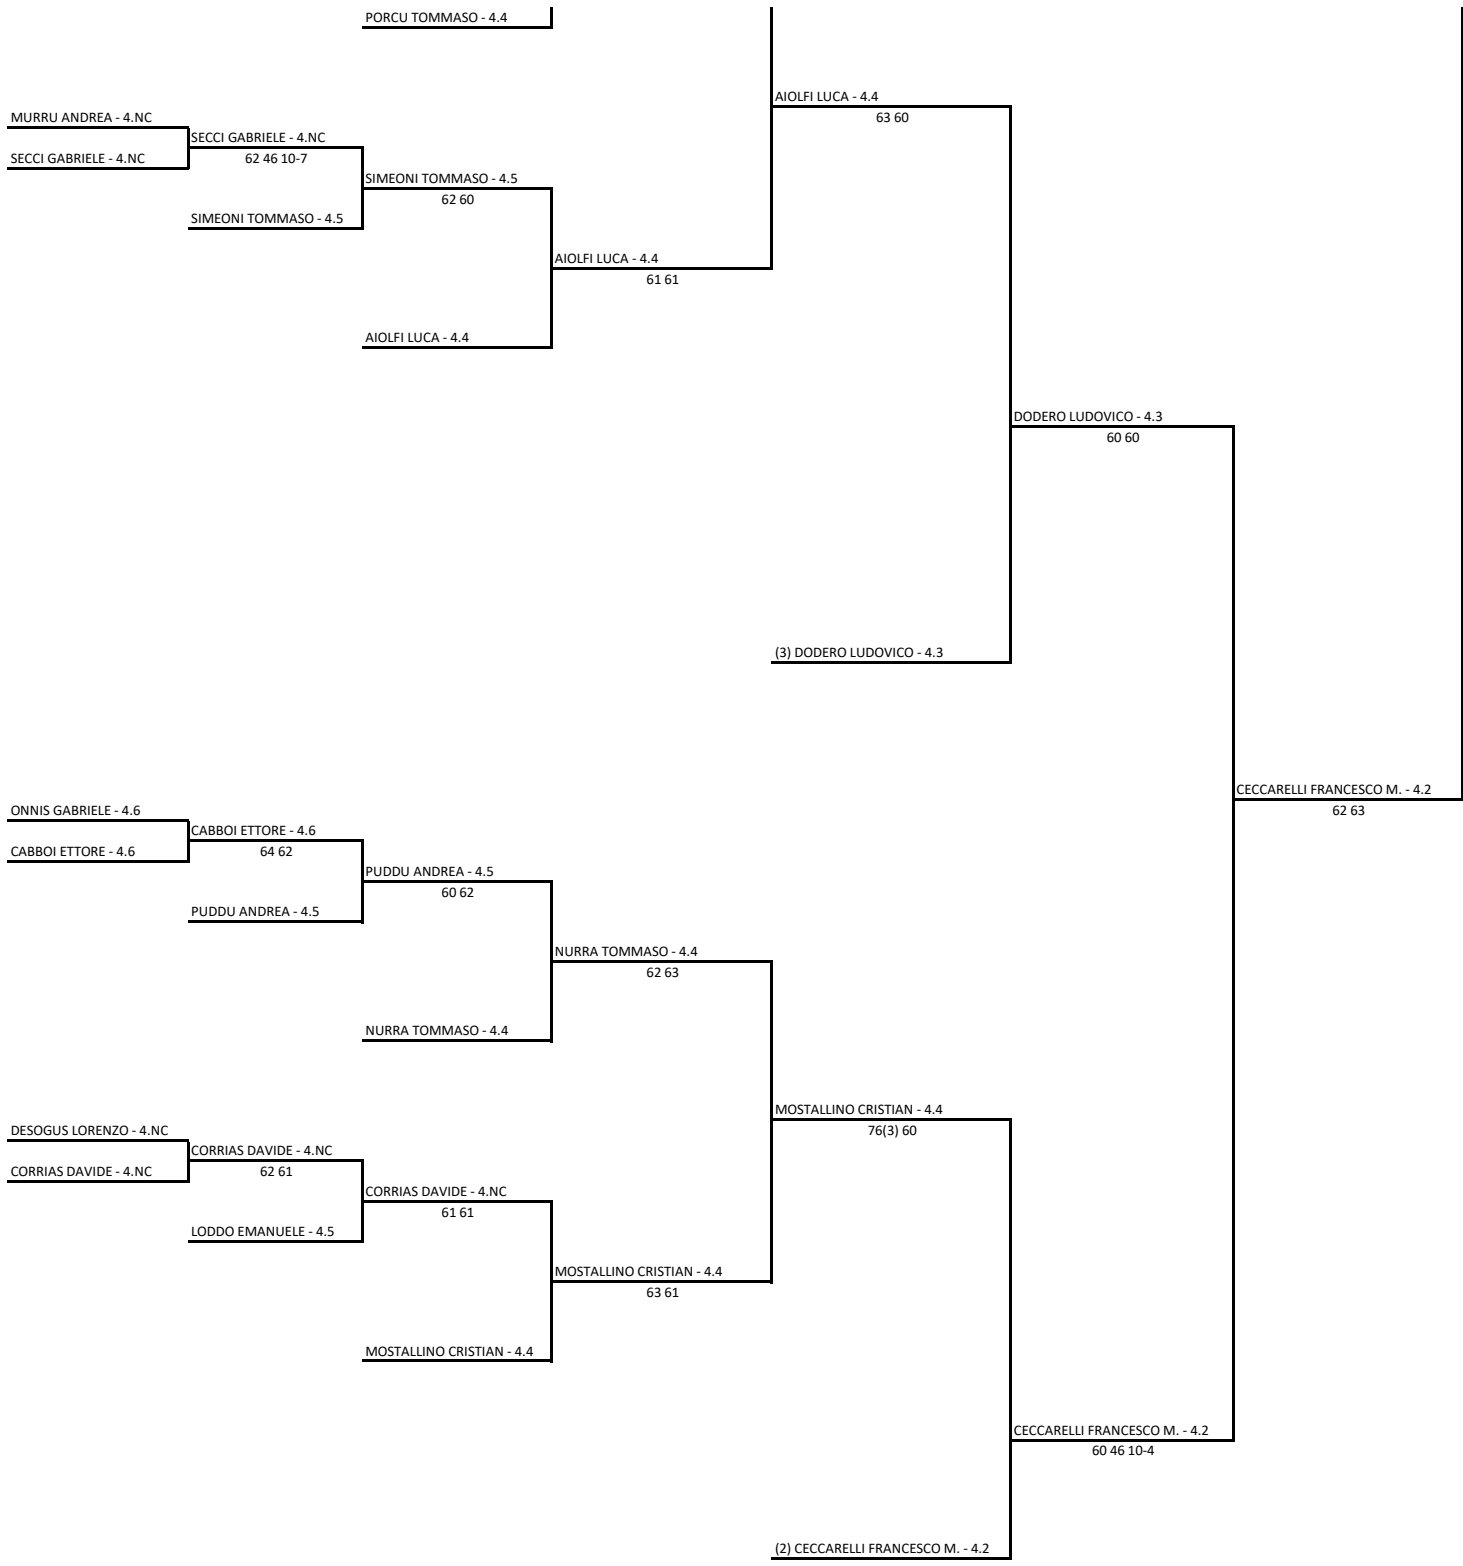 PORCU TOMMASO - 4.4
AIOLFI LUCA - 4.4
63 60
MURRU ANDREA - 4.NC
SECCI GABRIELE - 4.NC
SECCI GABRIELE - 4.NC
62 46 10-7
SIMEONI TOMMASO - 4.5
62 60
SIMEONI TOMMASO - 4.5
AIOLFI LUCA - 4.4
61 61
AIOLFI LUCA - 4.4
DODERO LUDOVICO - 4.3
60 60
(3) DODERO LUDOVICO - 4.3
CECCARELLI FRANCESCO M. - 4.2
62 63
ONNIS GABRIELE - 4.6
CABBOI ETTORE - 4.6
CABBOI ETTORE - 4.6
64 62
PUDDU ANDREA - 4.5
60 62
PUDDU ANDREA - 4.5
NURRA TOMMASO - 4.4
62 63
NURRA TOMMASO - 4.4
MOSTALLINO CRISTIAN - 4.4
76(3) 60
DESOGUS LORENZO - 4.NC
CORRIAS DAVIDE - 4.NC
CORRIAS DAVIDE - 4.NC
62 61
CORRIAS DAVIDE - 4.NC
61 61
LODDO EMANUELE - 4.5
MOSTALLINO CRISTIAN - 4.4
63 61
MOSTALLINO CRISTIAN - 4.4
CECCARELLI FRANCESCO M. - 4.2
60 46 10-4
(2) CECCARELLI FRANCESCO M. - 4.2